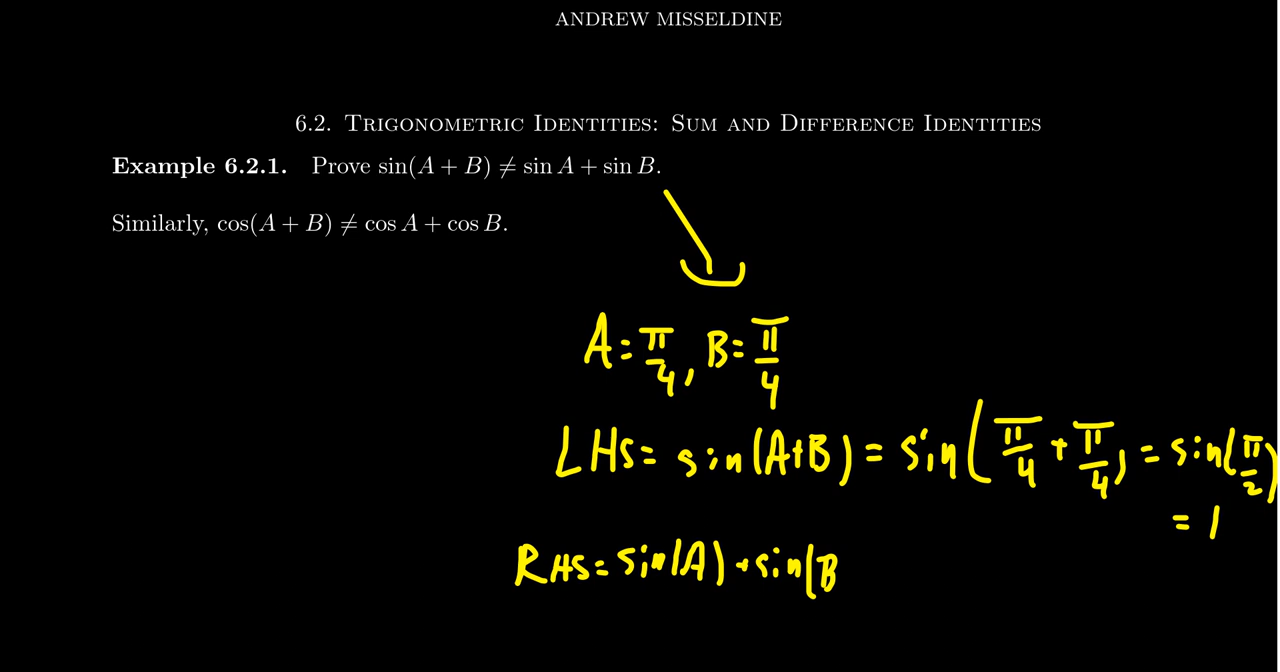 ANDREW MISSELDINE
6.2. TRIGONOMETRIC IDENTITIES: SUM AND DIFFERENCE IDENTITIES
Example 6.2.1. Prove sin(A + B) ≠ sin A + sin B.
Similarly, cos(A + B) ≠ cos A + cos B.
A = π/4, B = π/4
LHS = sin(A+B) = sin(π/4 + π/4) = sin(π/2)
= 1
RHS = sin(A) + sin(B